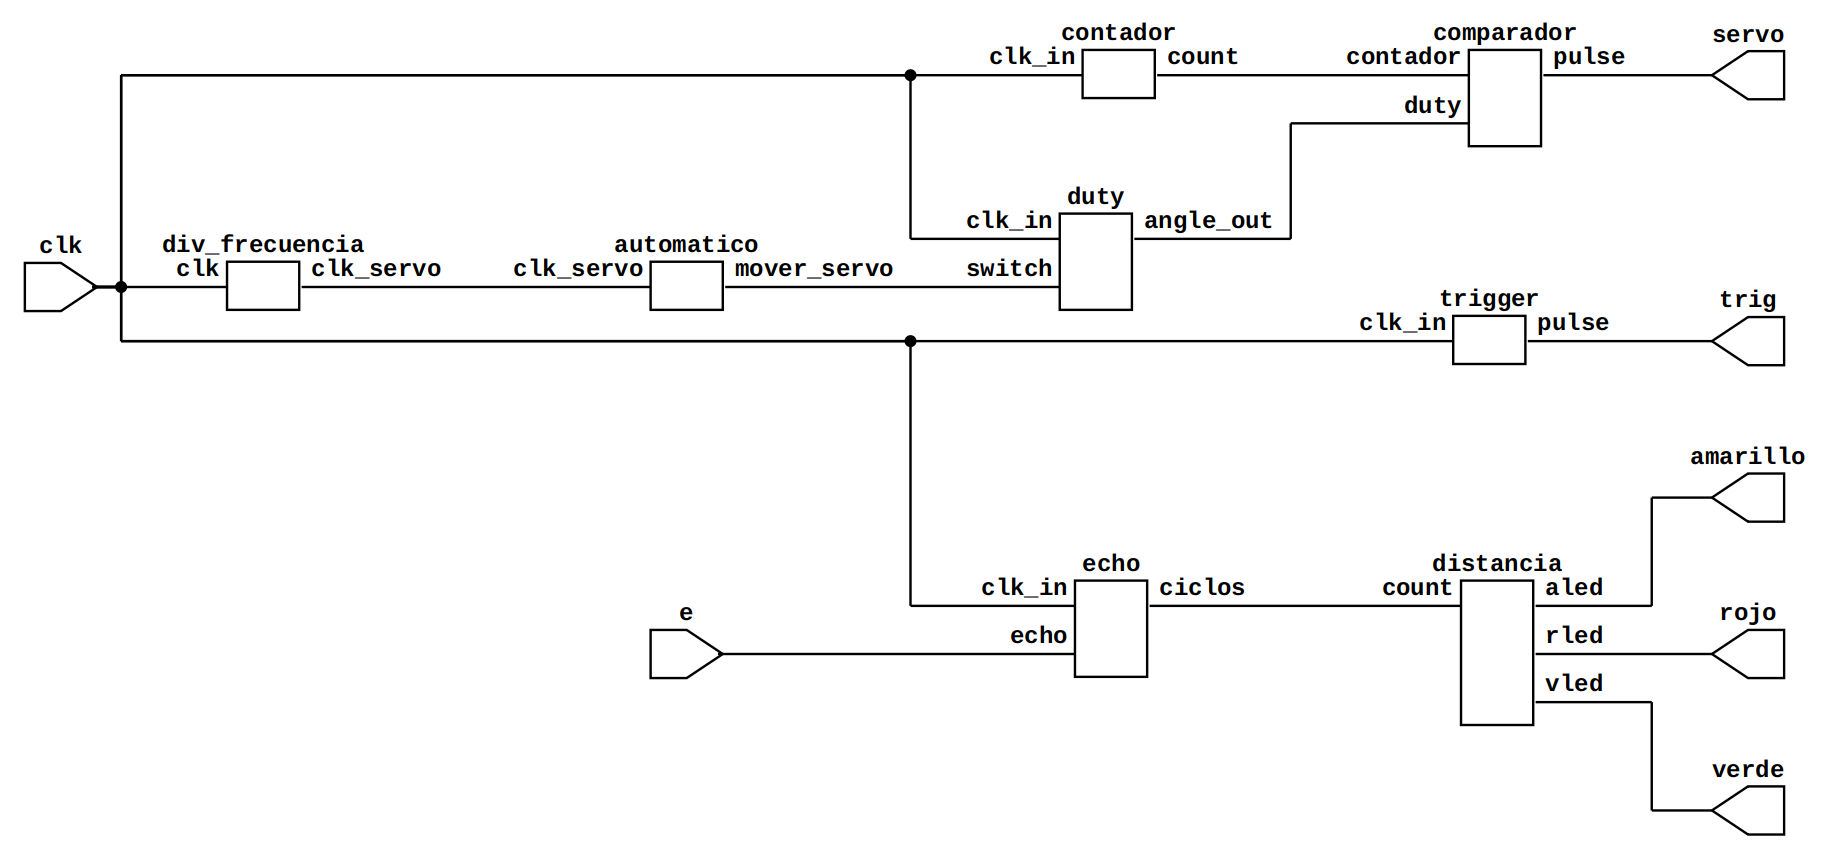 contador
clk_in
count
comparador
contador
pulse
duty
servo
duty
clk_in
angle_out
switch
clk
div_frecuencia
clk
clk_servo
automatico
clk_servo
mover_servo
trigger
clk_in
pulse
trig
amarillo
echo
clk_in
ciclos
echo
e
distancia
count
aled
rled
vled
rojo
verde